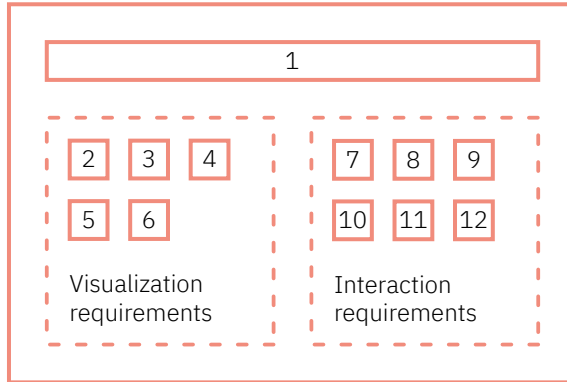 1
2 3 4
5 6
Visualization
requirements
7 8 9
10 11 12
Interaction
requirements